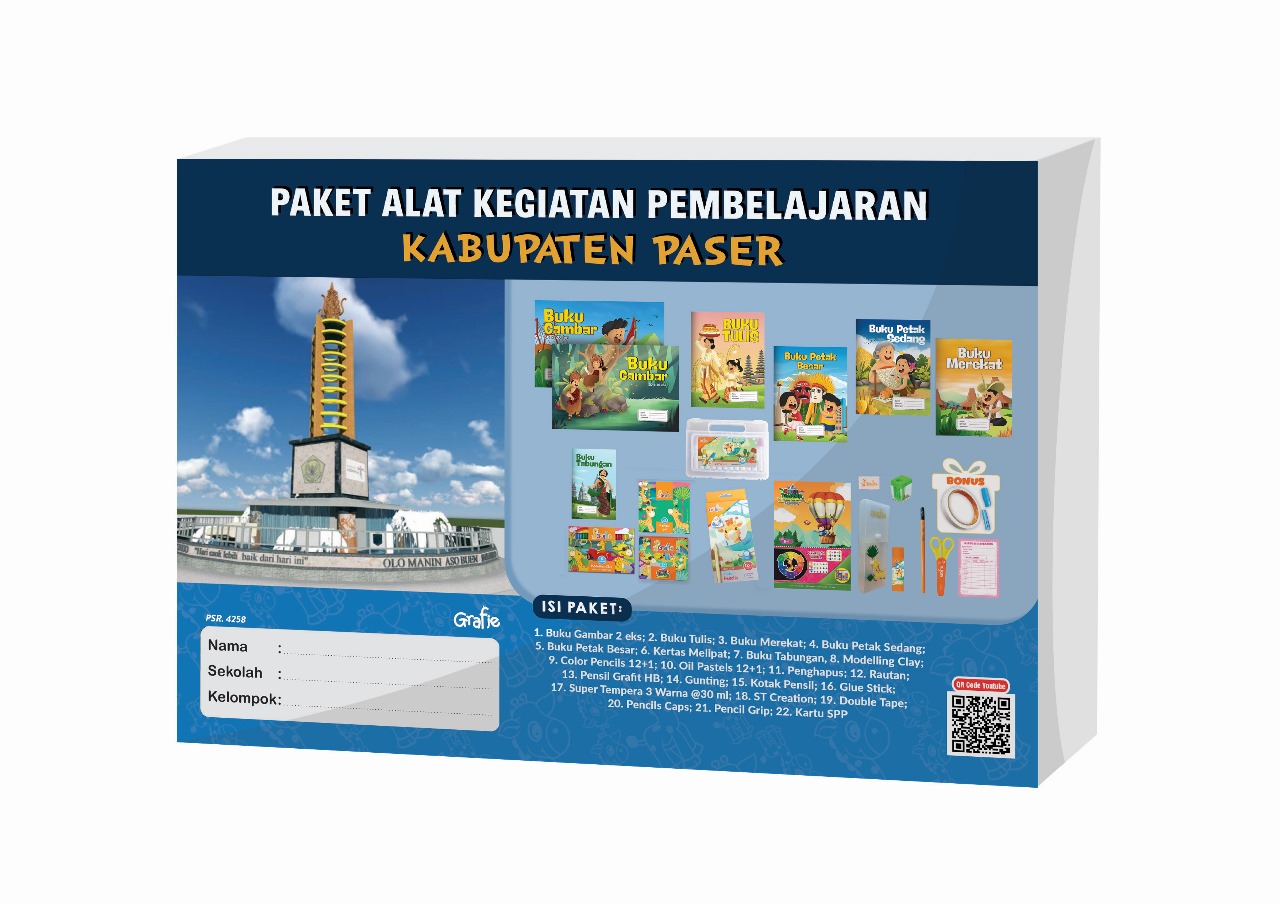 PAKET ALAT KEGIATAN PEMBELAJARAN
KABUPATEN PASER
Buku
Gambar
Buku
Gambar
BUKU
TULIS
Buku Petak
Besar
Buku Petak
Sedang
Buku
Merekat
Buku
Tabungan
BONUS
"Hari esok lebih baik dari hari ini"
OLO MANIN ASO BUEN
PSR. 4258
Grafie
Nama :
Sekolah :
Kelompok:
ISI PAKET:
1. Buku Gambar 2 eks; 2. Buku Tulis; 3. Buku Merekat; 4. Buku Petak Sedang;
5. Buku Petak Besar; 6. Kertas Melipat; 7. Buku Tabungan, 8. Modelling Clay;
9. Color Pencils 12+1; 10. Oil Pastels 12+1; 11. Penghapus; 12. Rautan;
13. Pensil Grafit HB; 14. Gunting; 15. Kotak Pensil; 16. Glue Stick;
17. Super Tempera 3 Warna @30 ml; 18. ST Creation; 19. Double Tape;
20. Pencils Caps; 21. Pencil Grip; 22. Kartu SPP
QR Code Youtube